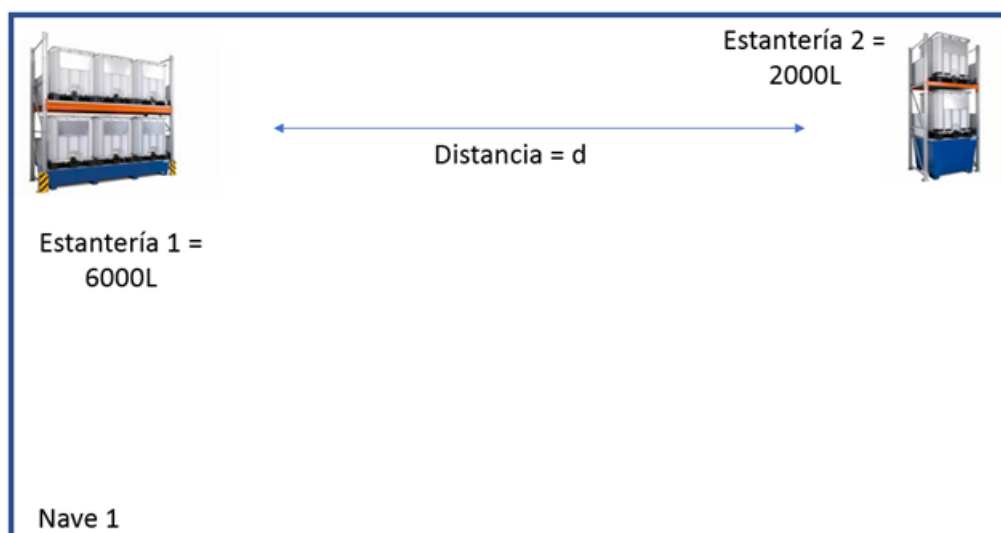 Estantería 2 =
2000L
Distancia = d
Estantería 1 =
6000L
Nave 1